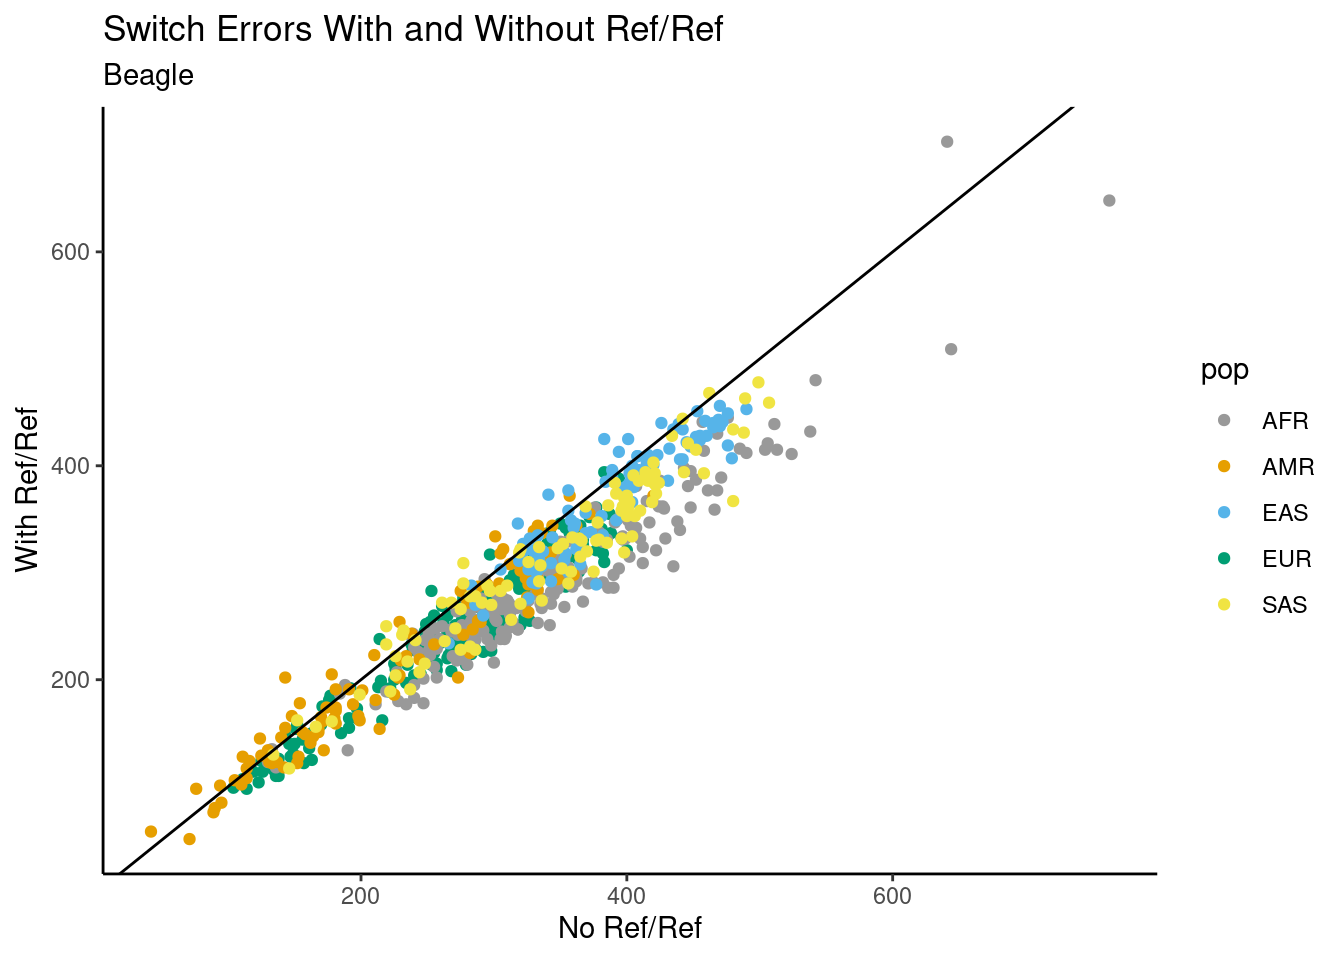 Switch Errors With and Without Ref/Ref
Beagle
With Ref/Ref
600
400
200
200
400
600
No Ref/Ref
pop
AFR
AMR
EAS
EUR
SAS